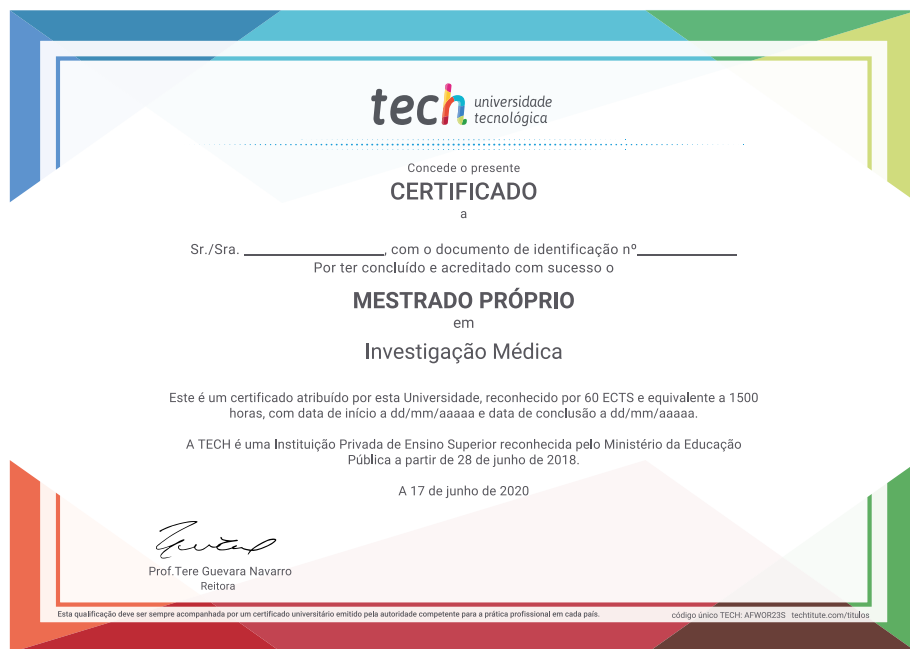 tech universidade
tecnológica
Concede o presente
CERTIFICADO
a
Sr./Sra. ____________________, com o documento de identificação nº______________
Por ter concluído e acreditado com sucesso o
MESTRADO PRÓPRIO
em
Investigação Médica
Este é um certificado atribuído por esta Universidade, reconhecido por 60 ECTS e equivalente a 1500
horas, com data de início a dd/mm/aaaaa e data de conclusão a dd/mm/aaaaa.
A TECH é uma Instituição Privada de Ensino Superior reconhecida pelo Ministério da Educação
Pública a partir de 28 de junho de 2018.
A 17 de junho de 2020
Prof.Tere Guevara Navarro
Reitora
Esta qualificação deve ser sempre acompanhada por um certificado universitário emitido pela autoridade competente para a prática profissional em cada país.
código único TECH: AFWOR23S techtitute.com/titulos